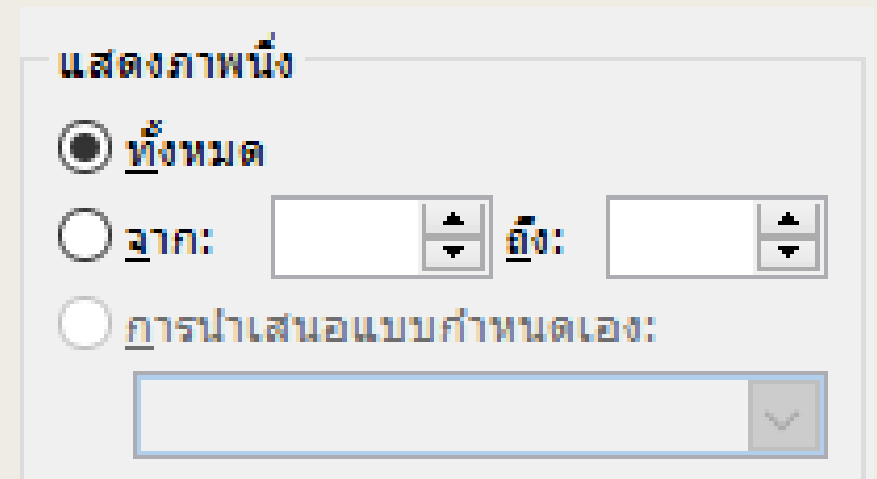 แสดงภาพนิ่ง
ทั้งหมด
จาก: ถึง:
การนำเสนอแบบกำหนดเอง: